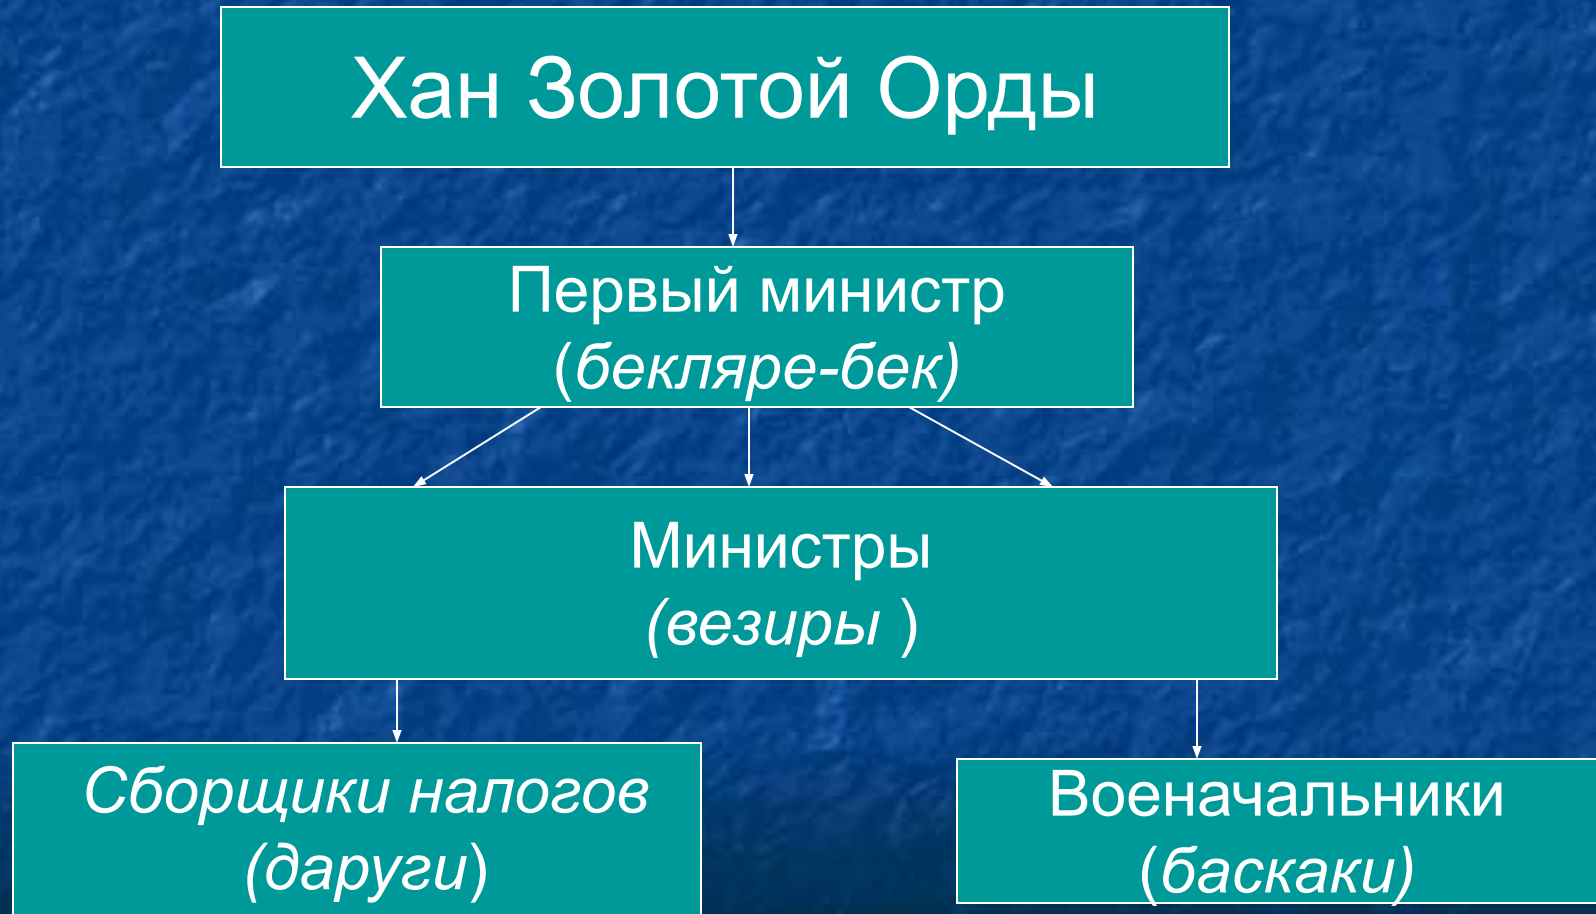 Хан Золотой Орды
Первый министр
(бекляре-бек)
Министры
(везиры )
Сборщики налогов
(даруги)
Военачальники
(баскаки)